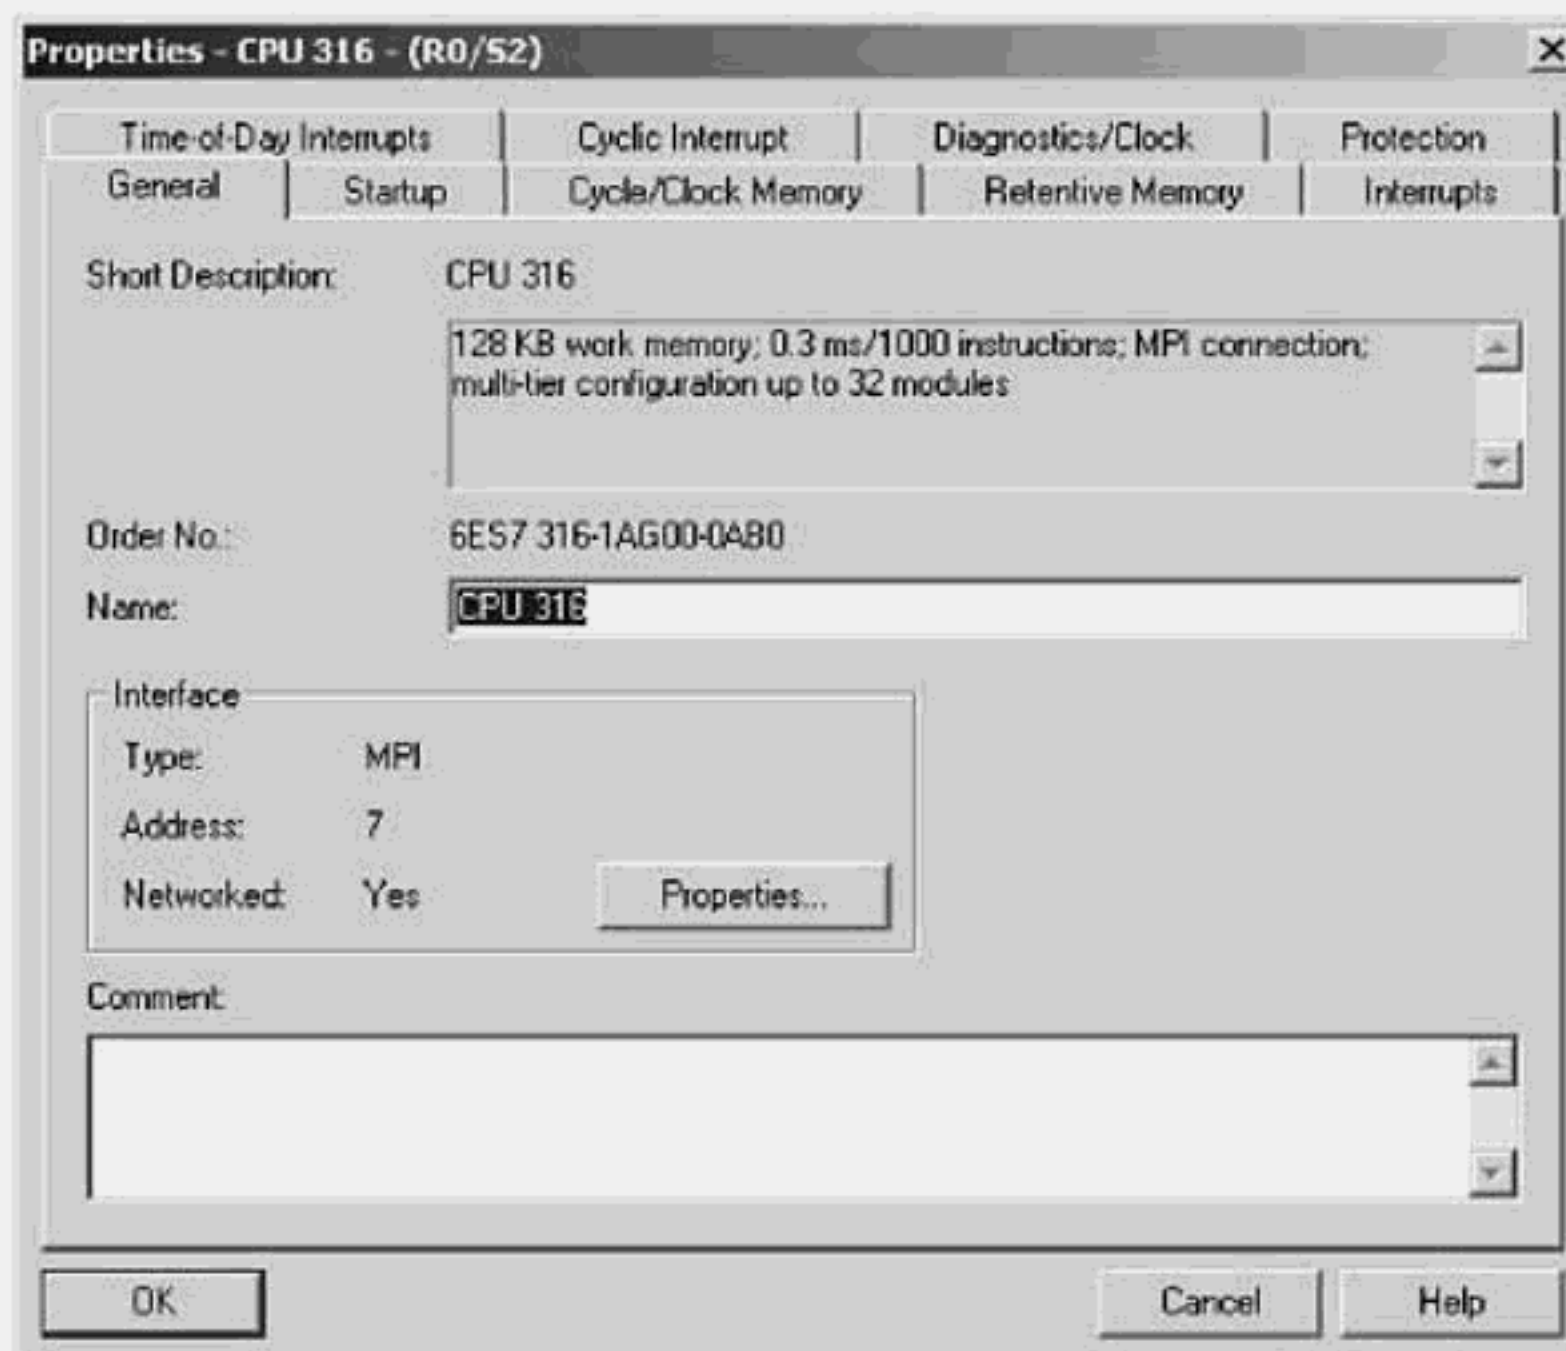 Properties - CPU 316 - (R0/S2)
Time-of-Day Interrupts Cyclic Interrupt Diagnostics/Clock Protection
General Startup Cycle/Clock Memory Retentive Memory Interrupts
Short Description: CPU 316
128 KB work memory; 0.3 ms/1000 instructions; MPI connection;
multi-tier configuration up to 32 modules
Order No.: 6ES7 316-1AG00-0AB0
Name: CPU 316
Interface
Type: MPI
Address: 7
Networked: Yes Properties...
Comment:
OK Cancel Help